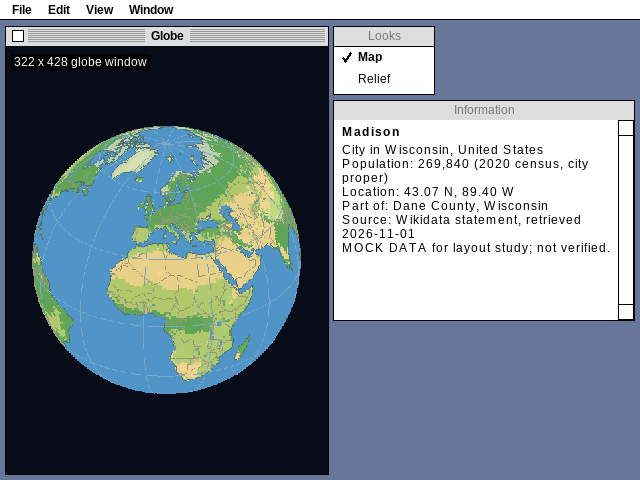 File Edit View Window
Globe
322 x 428 globe window
Looks
Map
Relief
Information
Madison
City in Wisconsin, United States
Population: 269,840 (2020 census, city
proper)
Location: 43.07 N, 89.40 W
Part of: Dane County, Wisconsin
Source: Wikidata statement, retrieved
2026-11-01
MOCK DATA for layout study; not verified.